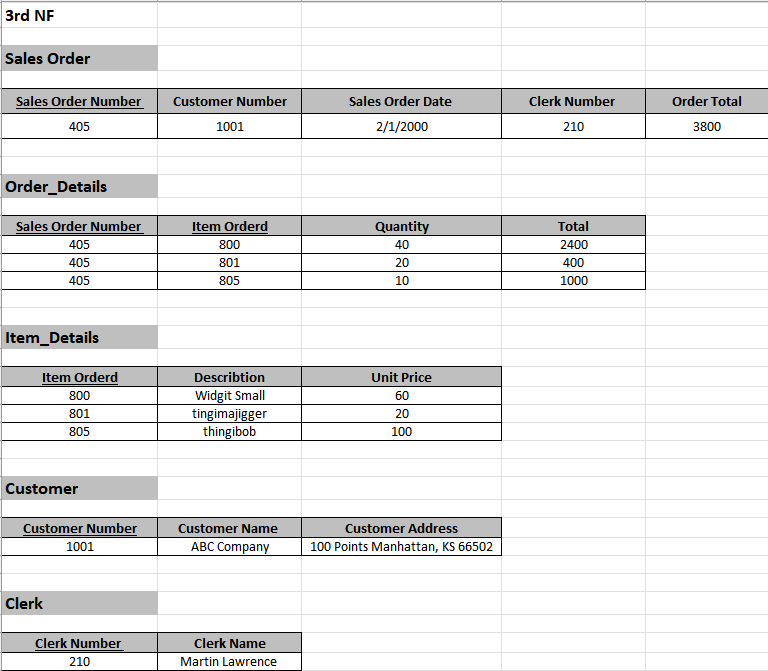 3rd NF
Sales Order
Sales Order Number Customer Number Sales Order Date Clerk Number Order Total
405 1001 2/1/2000 210 3800
Order_Details
Sales Order Number Item Orderd Quantity Total
405 800 40 2400
405 801 20 400
405 805 10 1000
Item_Details
Item Orderd Describtion Unit Price
800 Widgit Small 60
801 tingimajigger 20
805 thingibob 100
Customer
Customer Number Customer Name Customer Address
1001 ABC Company 100 Points Manhattan, KS 66502
Clerk
Clerk Number Clerk Name
210 Martin Lawrence